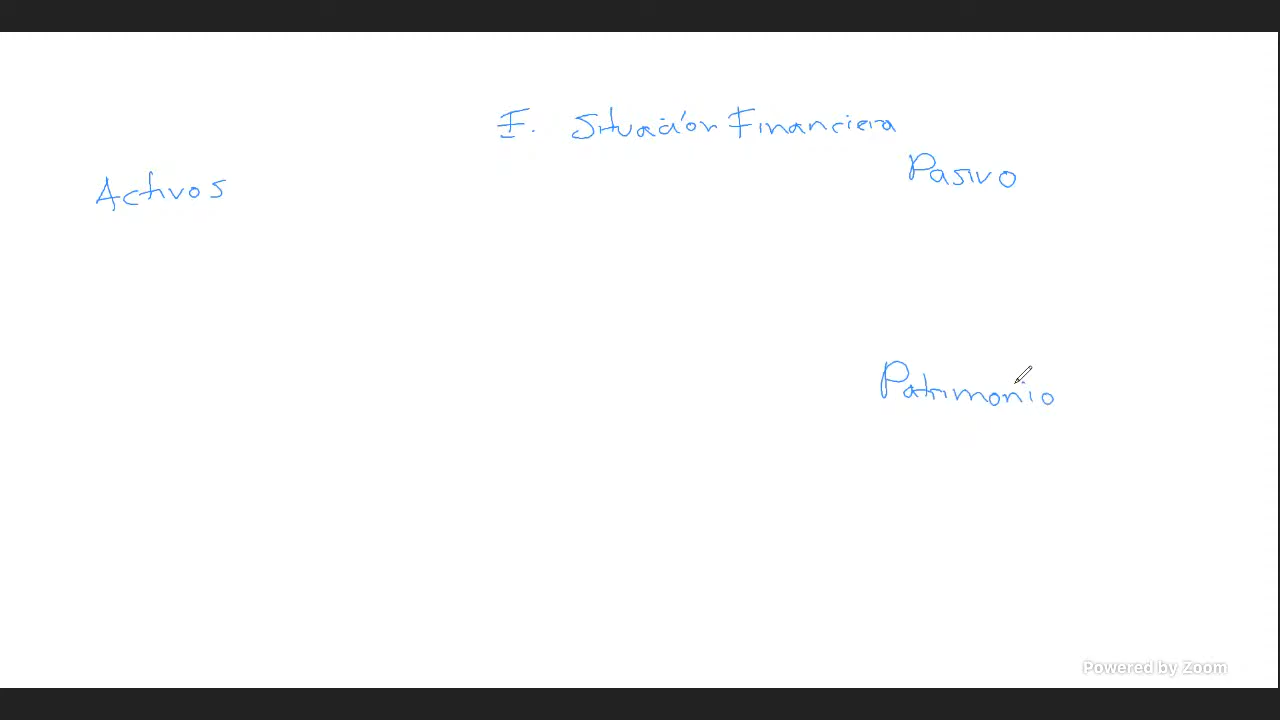 E. Situación Financiera
Pasivo
Activos
Patrimonio
Powered by Zoom